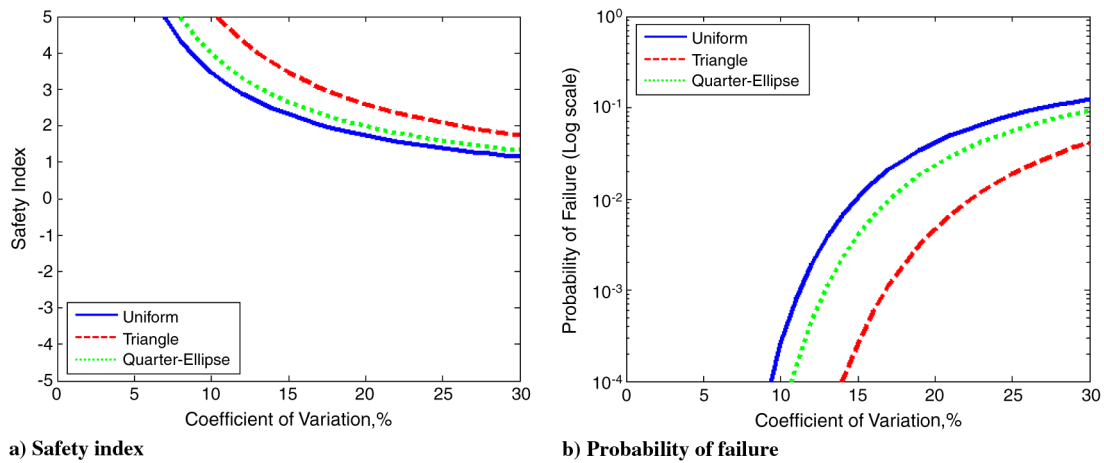 5
4
3
2
1
0
-1
-2
-3
-4
-5
Safety Index
Uniform
Triangle
Quarter-Ellipse
0 5 10 15 20 25 30
Coefficient of Variation,%
a) Safety index
10^0
10^-1
10^-2
10^-3
10^-4
Probability of Failure (Log scale)
Uniform
Triangle
Quarter-Ellipse
0 5 10 15 20 25 30
Coefficient of Variation,%
b) Probability of failure